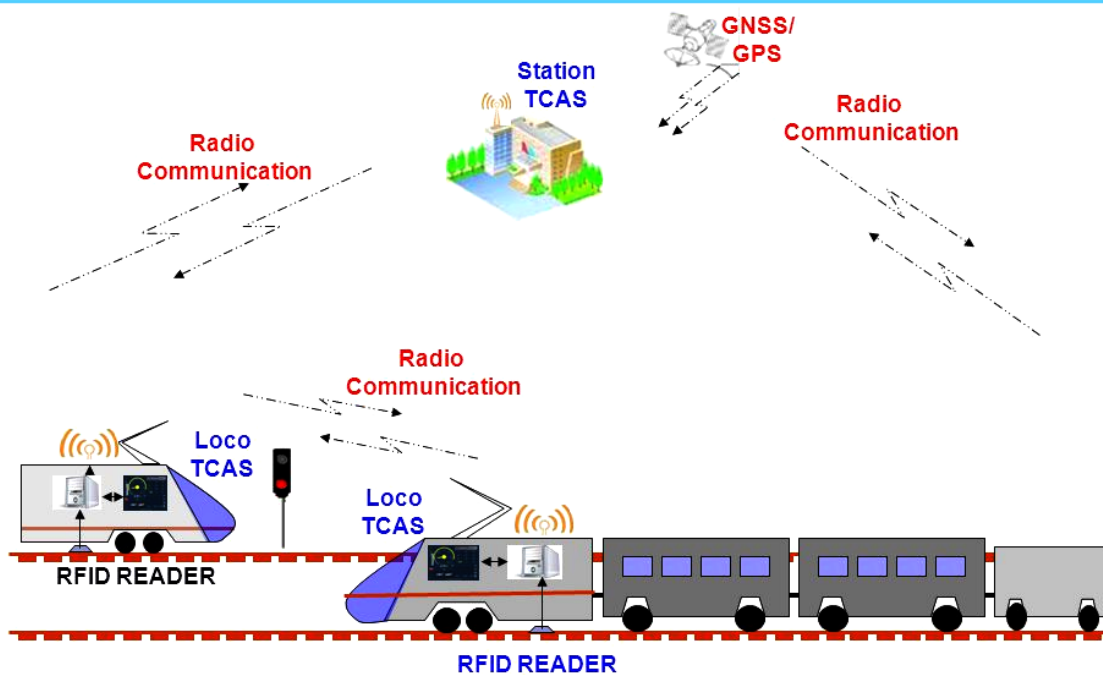 GNSS/
GPS
Station
TCAS
Radio
Communication
Radio
Communication
Radio
Communication
Loco
TCAS
Loco
TCAS
RFID READER
RFID READER